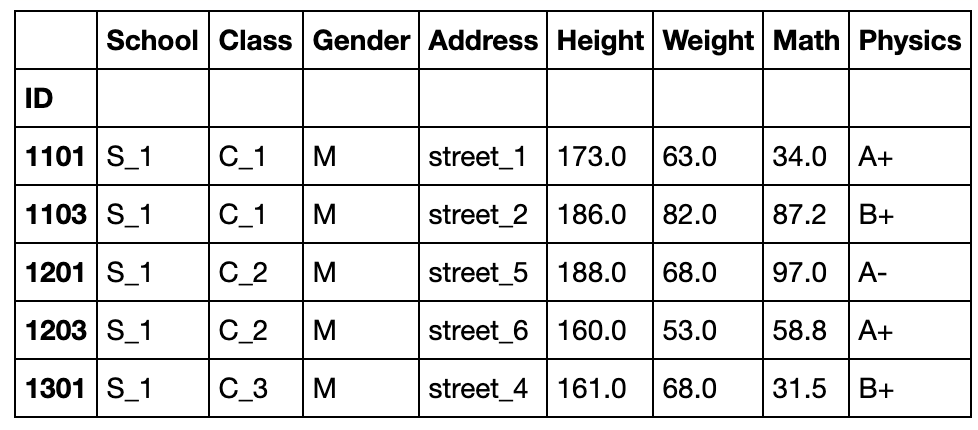 School Class Gender Address Height Weight Math Physics
ID
1101 S_1 C_1 M street_1 173.0 63.0 34.0 A+
1103 S_1 C_1 M street_2 186.0 82.0 87.2 B+
1201 S_1 C_2 M street_5 188.0 68.0 97.0 A-
1203 S_1 C_2 M street_6 160.0 53.0 58.8 A+
1301 S_1 C_3 M street_4 161.0 68.0 31.5 B+